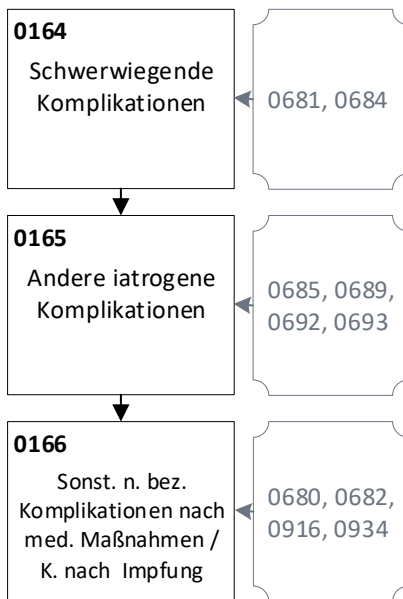 0164
Schwerwiegende
Komplikationen
0681, 0684
0165
Andere iatrogene
Komplikationen
0685, 0689,
0692, 0693
0166
Sonst. n. bez.
Komplikationen nach
med. Maßnahmen /
K. nach Impfung
0680, 0682,
0916, 0934